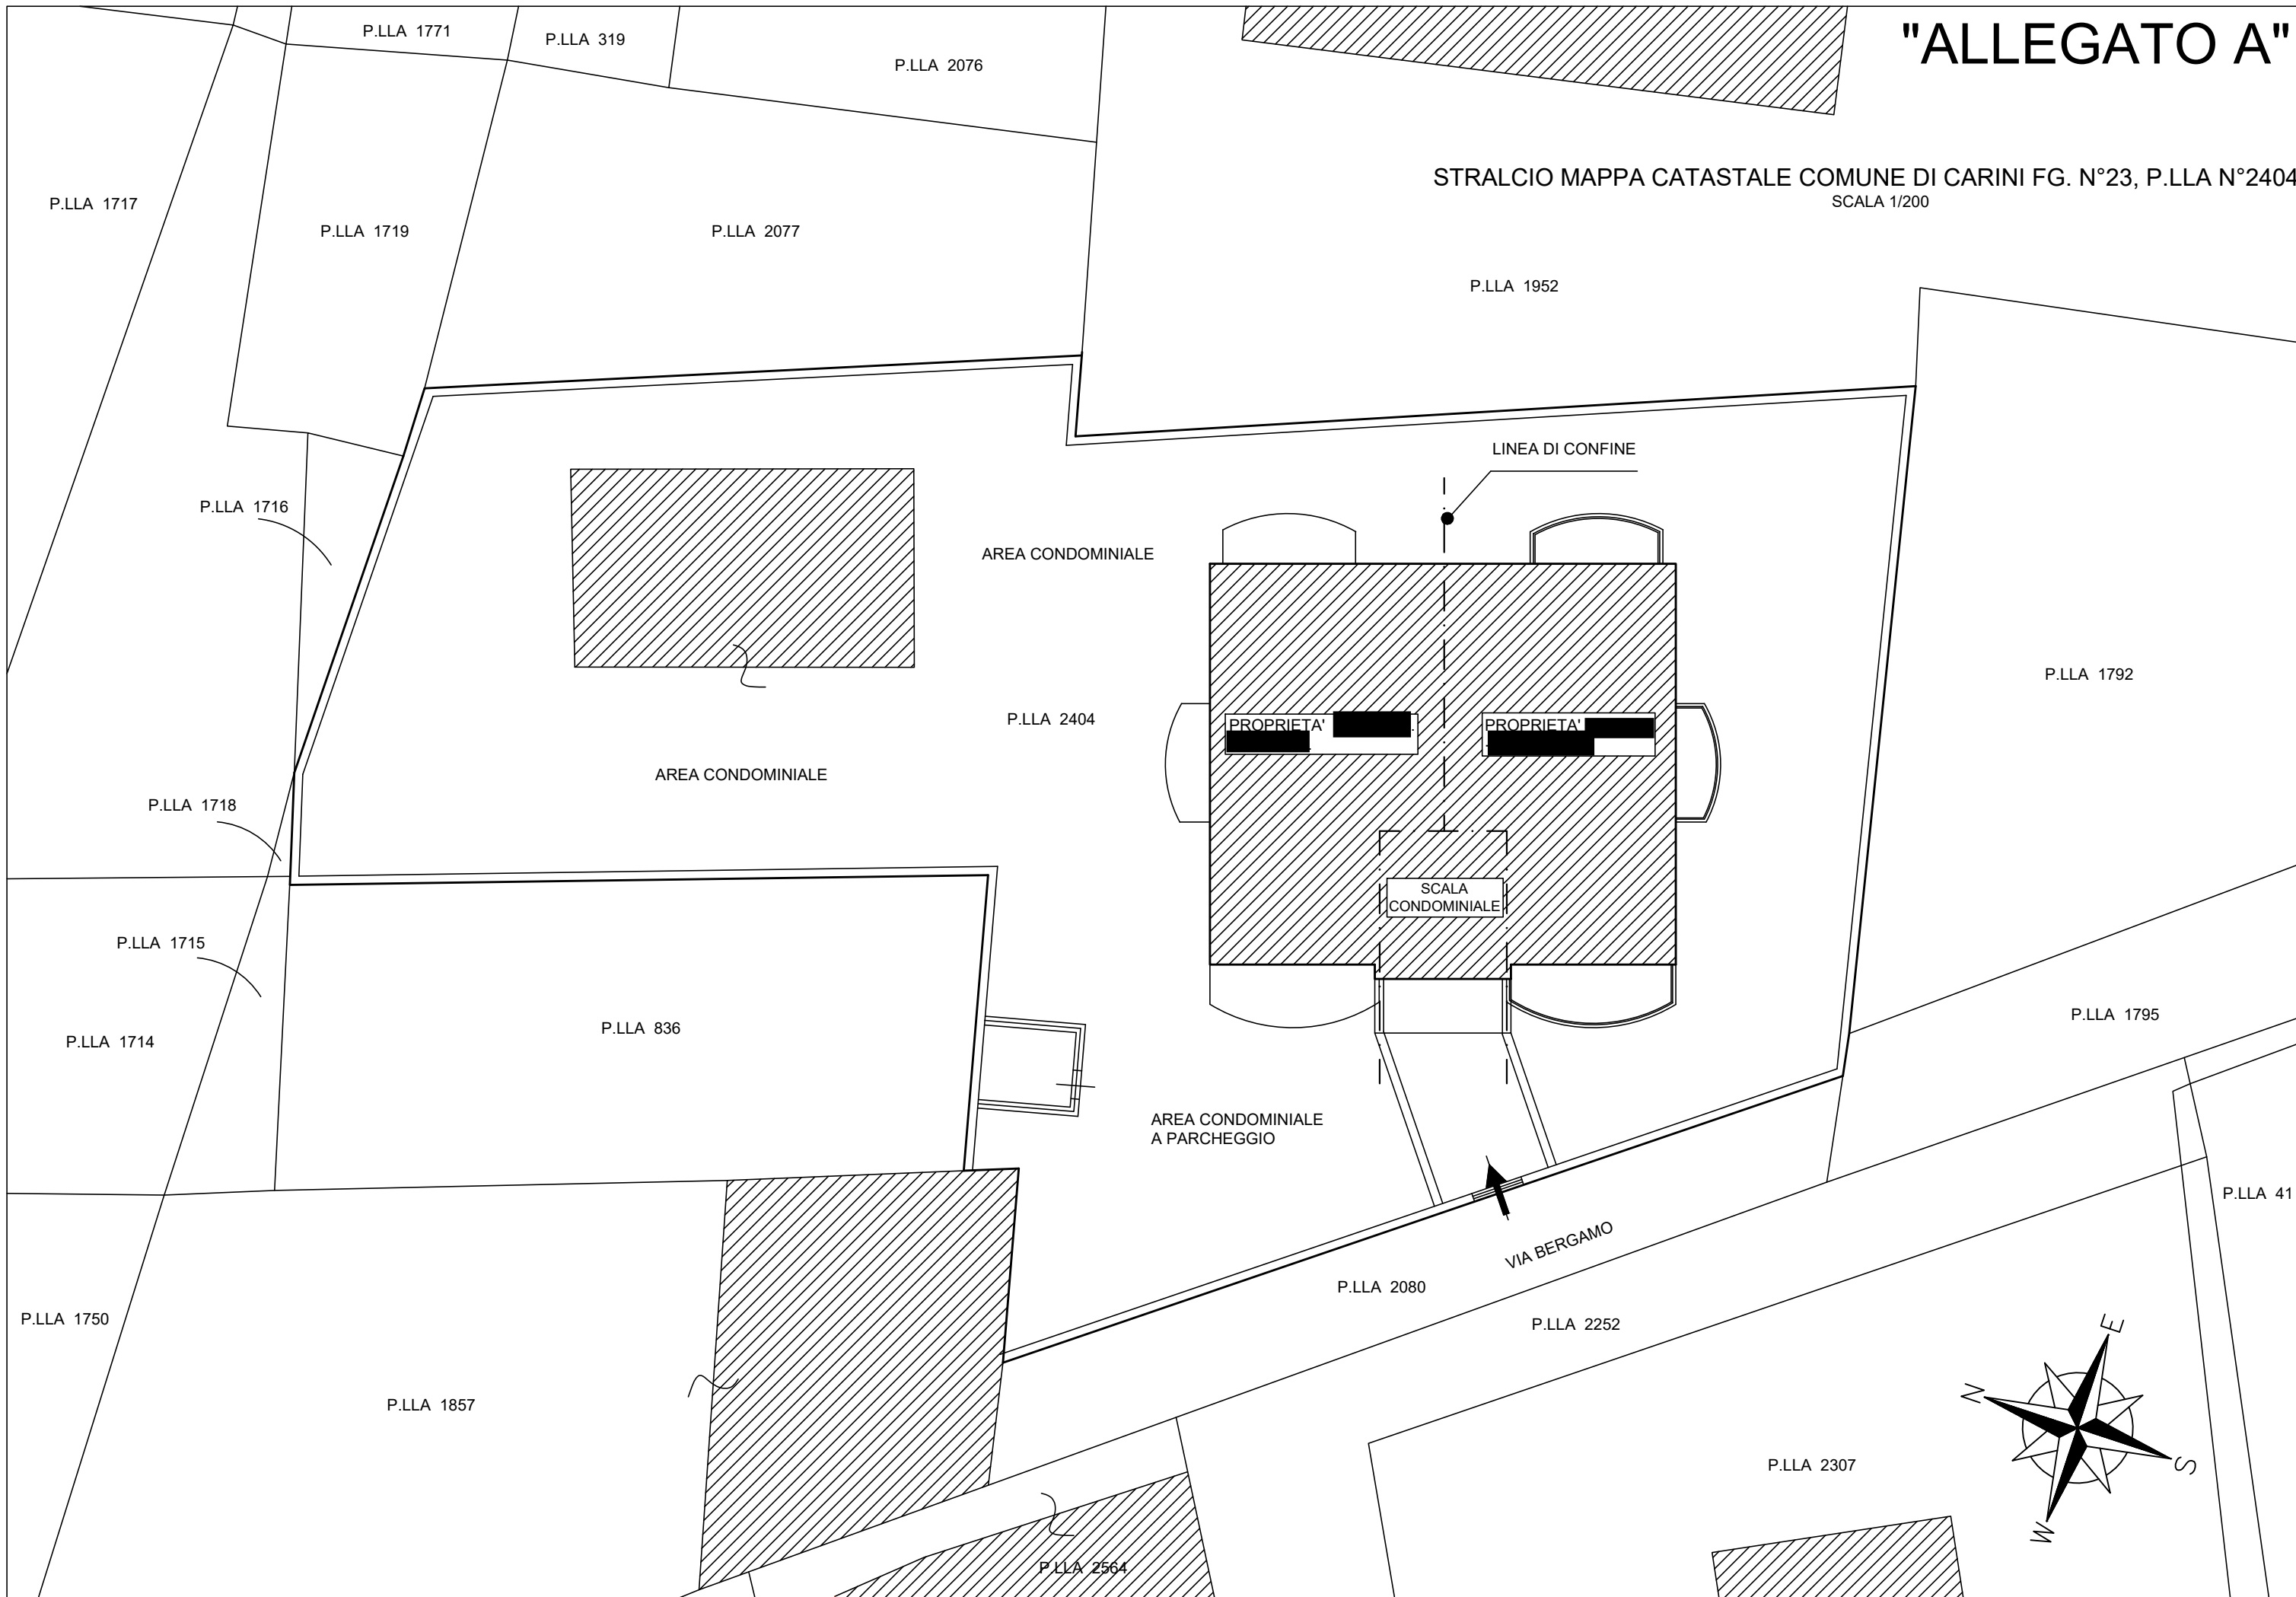 "ALLEGATO A"
P.LLA 1771
P.LLA 319
P.LLA 2076
STRALCIO MAPPA CATASTALE COMUNE DI CARINI FG. N°23, P.LLA N°2404
SCALA 1/200
P.LLA 1717
P.LLA 1719
P.LLA 2077
P.LLA 1952
LINEA DI CONFINE
P.LLA 1716
AREA CONDOMINIALE
P.LLA 1792
P.LLA 2404
PROPRIETA'
PROPRIETA'
AREA CONDOMINIALE
P.LLA 1718
SCALA
CONDOMINIALE
P.LLA 1715
P.LLA 1714
P.LLA 836
P.LLA 1795
AREA CONDOMINIALE
A PARCHEGGIO
P.LLA 41
VIA BERGAMO
P.LLA 2080
P.LLA 1750
P.LLA 2252
P.LLA 1857
P.LLA 2307
P.LLA 2564
E
N
S
W